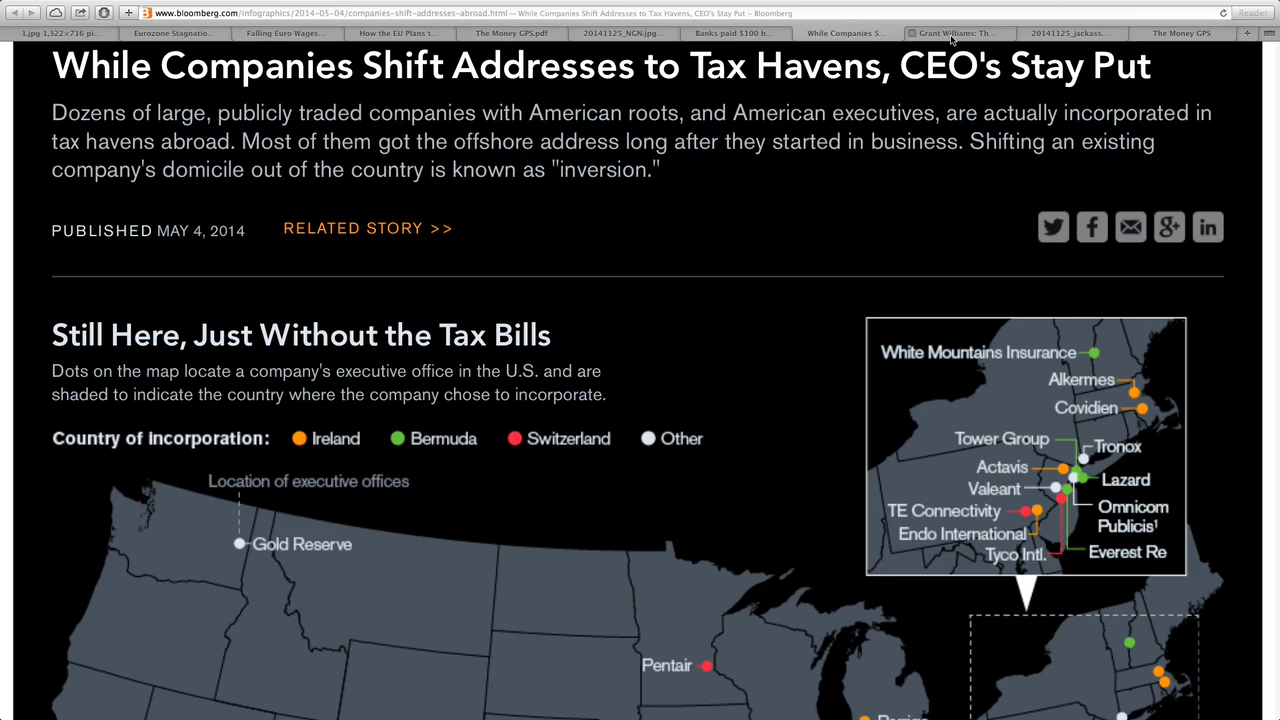 www.bloomberg.com/infographics/2014-05-04/companies-shift-addresses-abroad.html — While Companies Shift Addresses to Tax Havens, CEO's Stay Put – Bloomberg
Reader
1.jpg 1,322×716 pi...
Eurozone Stagnatio...
Falling Euro Wages...
How the EU Plans t...
The Money GPS.pdf
20141125_NGN.jpg...
Banks paid $100 b...
While Companies S...
Grant Williams: Th...
20141125_jackass...
The Money GPS
While Companies Shift Addresses to Tax Havens, CEO's Stay Put
Dozens of large, publicly traded companies with American roots, and American executives, are actually incorporated in
tax havens abroad. Most of them got the offshore address long after they started in business. Shifting an existing
company's domicile out of the country is known as "inversion."
PUBLISHED MAY 4, 2014
RELATED STORY >>
Still Here, Just Without the Tax Bills
Dots on the map locate a company's executive office in the U.S. and are
shaded to indicate the country where the company chose to incorporate.
Country of incorporation: Ireland Bermuda Switzerland Other
Location of executive offices
Gold Reserve
White Mountains Insurance
Alkermes
Covidien
Tower Group
Tronox
Actavis
Lazard
Valeant
TE Connectivity
Omnicom
Publicis¹
Endo International
Tyco Intl.
Everest Re
Pentair